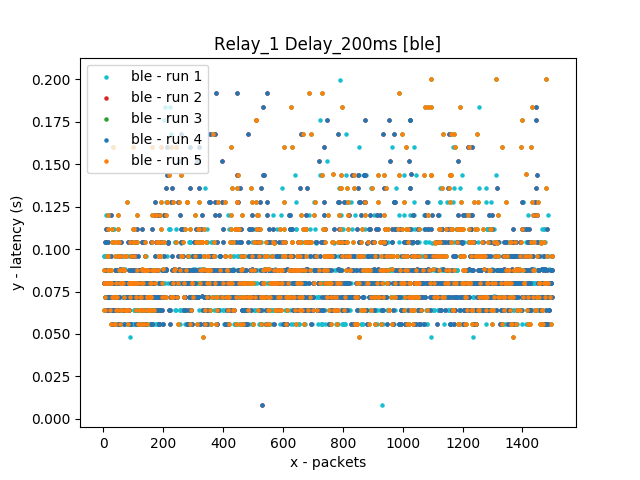 Relay_1 Delay_200ms [ble]
y - latency (s)
0.200
0.175
0.150
0.125
0.100
0.075
0.050
0.025
0.000
ble - run 1
ble - run 2
ble - run 3
ble - run 4
ble - run 5
0 200 400 600 800 1000 1200 1400
x - packets